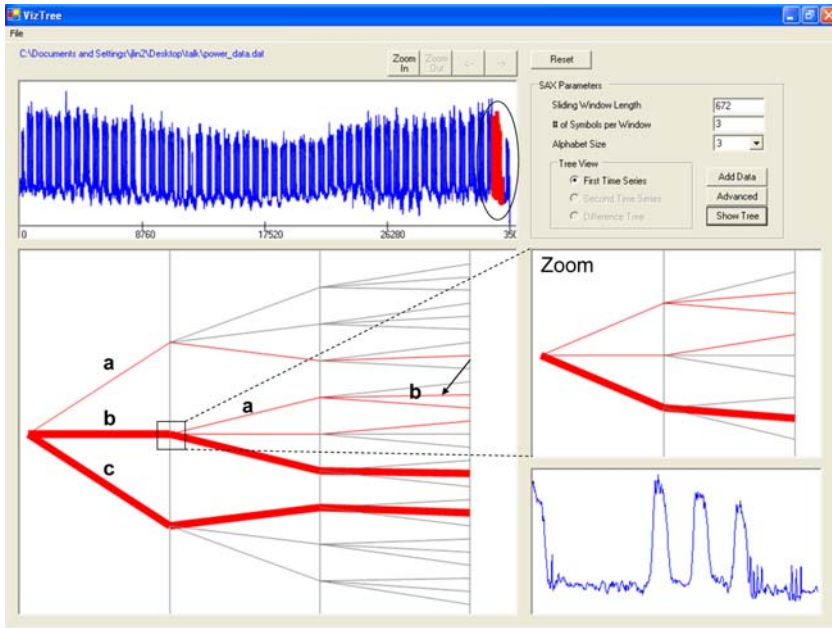 VizTree
File
C:\Documents and Settings\jlin2\Desktop\talk\power_data.dat
Zoom In
Zoom Out
<-
->
Reset
SAX Parameters
Sliding Window Length 672
# of Symbols per Window 3
Alphabet Size 3
Tree View
First Time Series
Second Time Series
Difference Tree
Add Data
Advanced
Show Tree
0 8760 17520 26280 350
Zoom
a
b
a
b
c